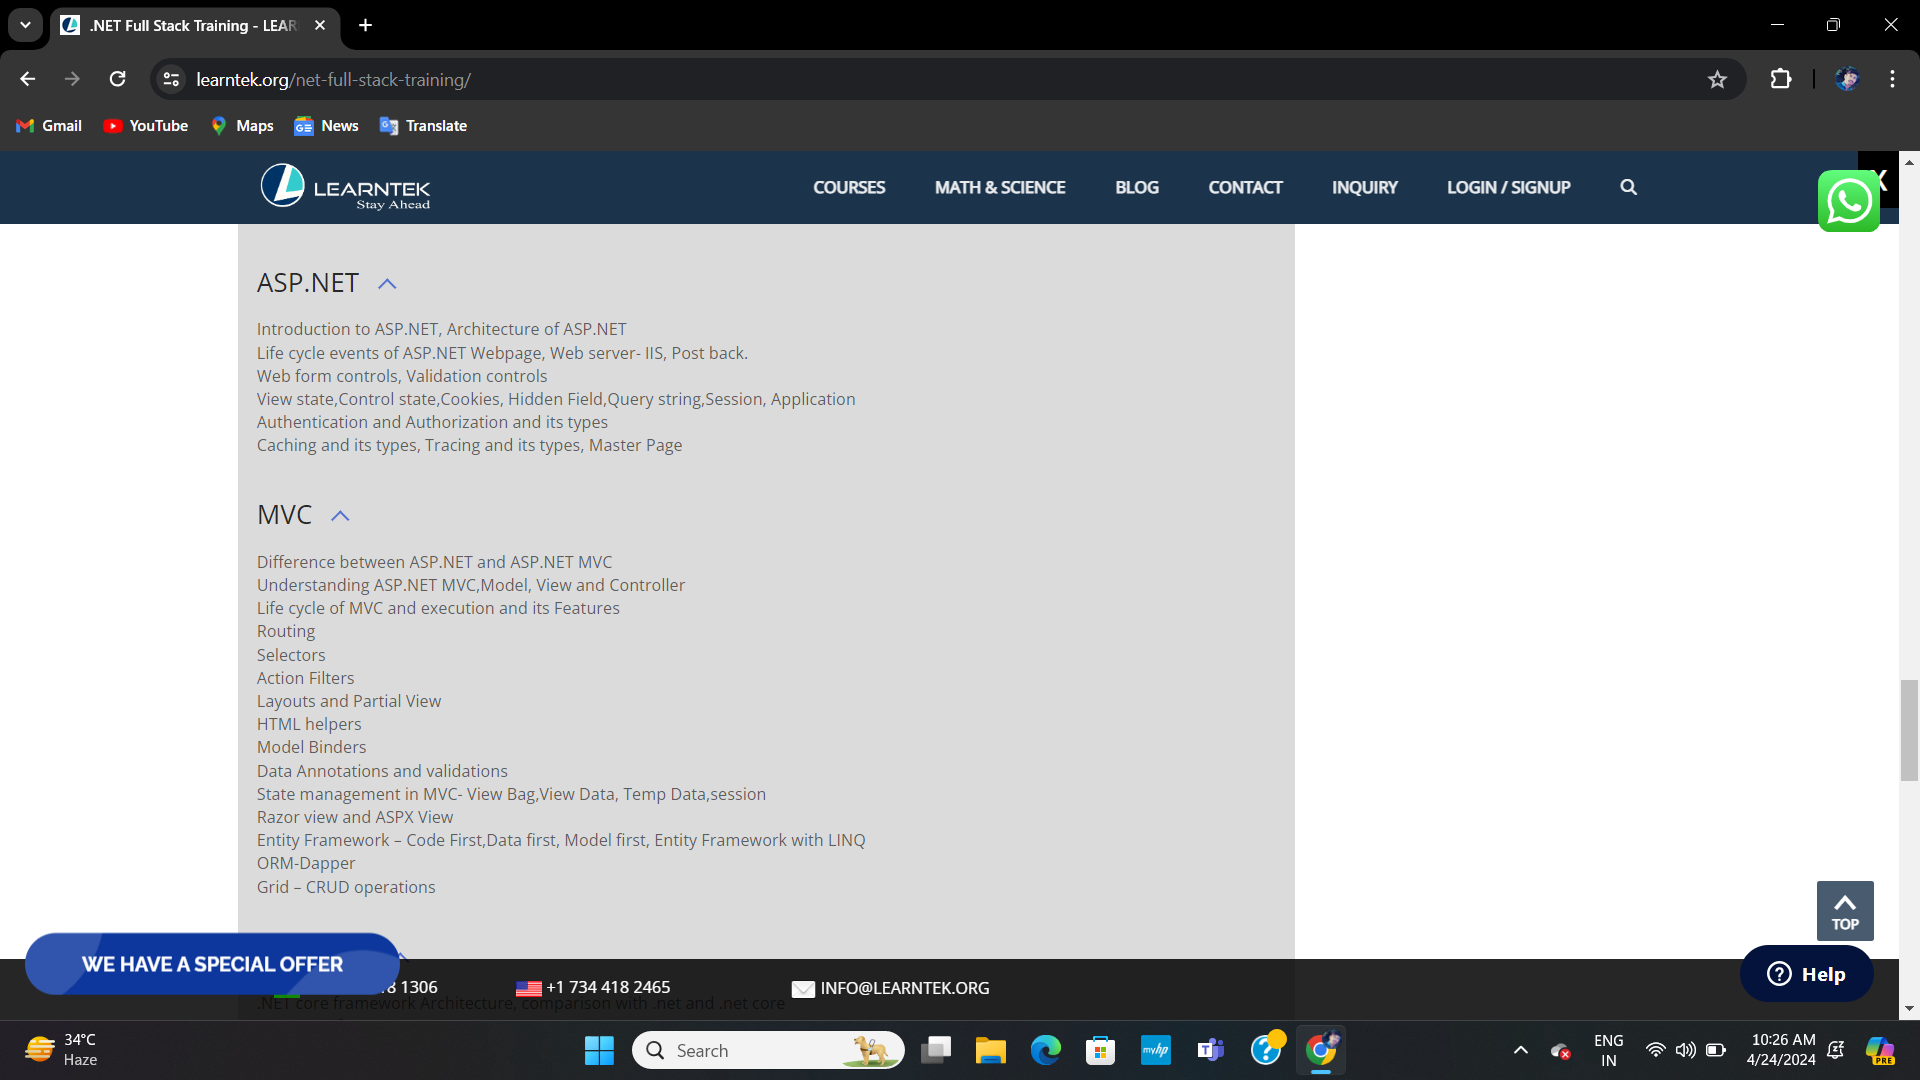 .NET Full Stack Training - LEAR
learntek.org/net-full-stack-training/
Gmail
YouTube
Maps
News
Translate
LEARNTEK
Stay Ahead
COURSES
MATH & SCIENCE
BLOG
CONTACT
INQUIRY
LOGIN / SIGNUP
X
ASP.NET
Introduction to ASP.NET, Architecture of ASP.NET
Life cycle events of ASP.NET Webpage, Web server- IIS, Post back.
Web form controls, Validation controls
View state,Control state,Cookies, Hidden Field,Query string,Session, Application
Authentication and Authorization and its types
Caching and its types, Tracing and its types, Master Page
MVC
Difference between ASP.NET and ASP.NET MVC
Understanding ASP.NET MVC,Model, View and Controller
Life cycle of MVC and execution and its Features
Routing
Selectors
Action Filters
Layouts and Partial View
HTML helpers
Model Binders
Data Annotations and validations
State management in MVC- View Bag,View Data, Temp Data,session
Razor view and ASPX View
Entity Framework – Code First,Data first, Model first, Entity Framework with LINQ
ORM-Dapper
Grid – CRUD operations
TOP
WE HAVE A SPECIAL OFFER
8 1306
+1 734 418 2465
INFO@LEARNTEK.ORG
Help
.NET core framework Architecture, comparison with .net and .net core
34°C
Haze
Search
myhp
ENG
IN
10:26 AM
4/24/2024
PRE